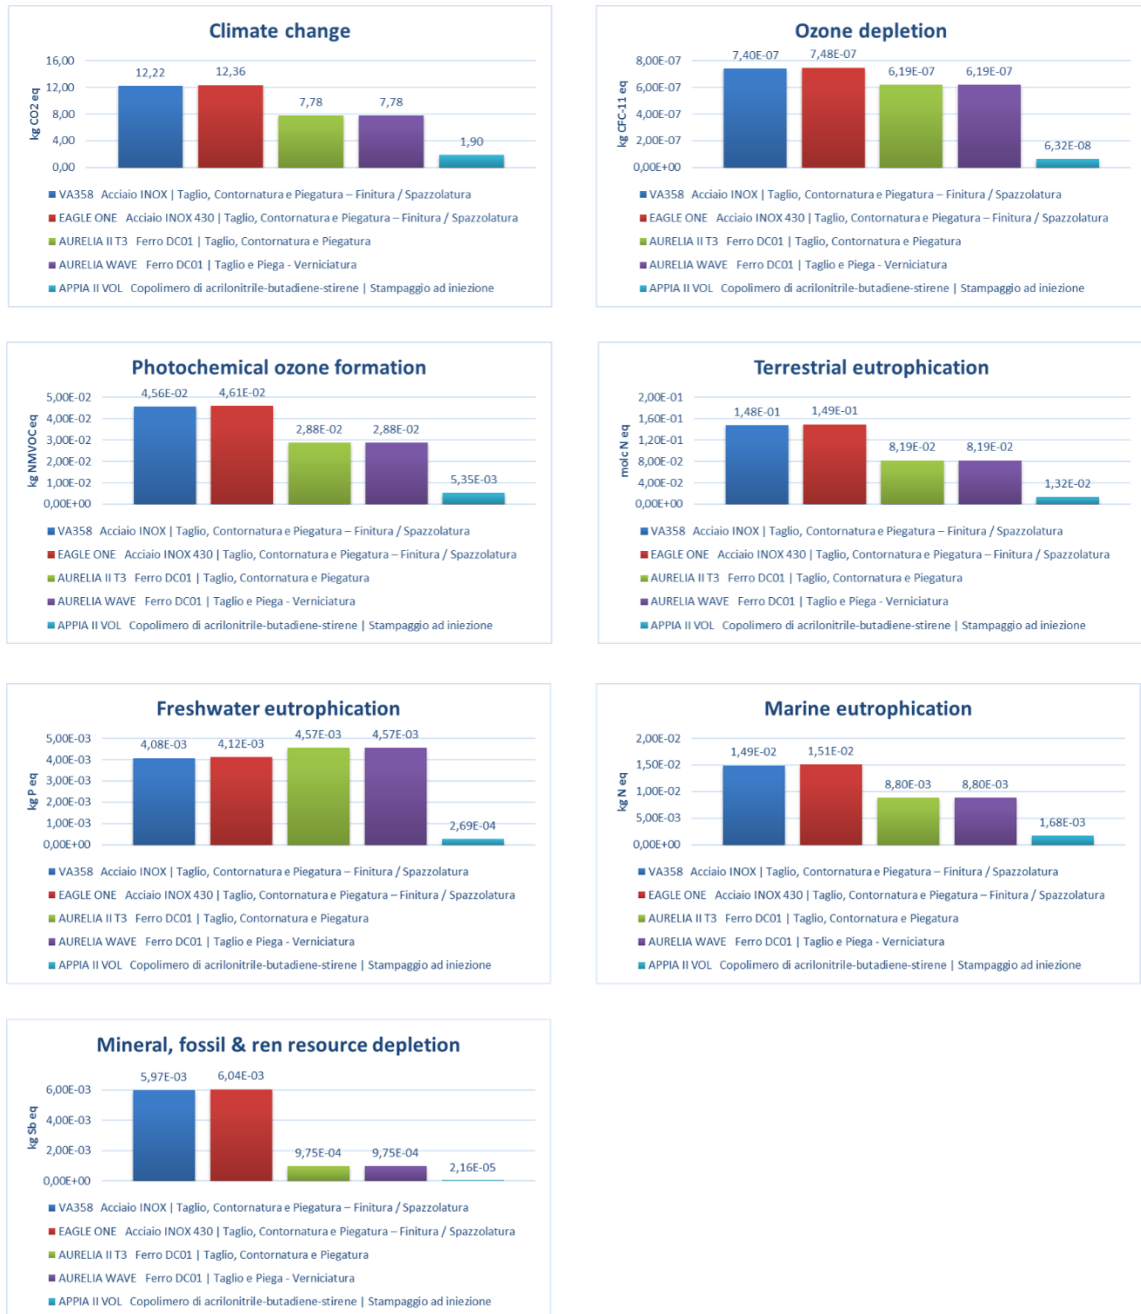 Climate change
16,00
12,00
8,00
4,00
0,00
kg CO2 eq
12,22
12,36
7,78
7,78
1,90
VA358 Acciaio INOX | Taglio, Contornatura e Piegatura – Finitura / Spazzolatura
EAGLE ONE Acciaio INOX 430 | Taglio, Contornatura e Piegatura – Finitura / Spazzolatura
AURELIA II T3 Ferro DC01 | Taglio, Contornatura e Piegatura
AURELIA WAVE Ferro DC01 | Taglio e Piega - Verniciatura
APPIA II VOL Copolimero di acrilonitrile-butadiene-stirene | Stampaggio ad iniezione
Ozone depletion
8,00E-07
6,00E-07
4,00E-07
2,00E-07
0,00E+00
kg CFC-11 eq
7,40E-07
7,48E-07
6,19E-07
6,19E-07
6,32E-08
VA358 Acciaio INOX | Taglio, Contornatura e Piegatura – Finitura / Spazzolatura
EAGLE ONE Acciaio INOX 430 | Taglio, Contornatura e Piegatura – Finitura / Spazzolatura
AURELIA II T3 Ferro DC01 | Taglio, Contornatura e Piegatura
AURELIA WAVE Ferro DC01 | Taglio e Piega - Verniciatura
APPIA II VOL Copolimero di acrilonitrile-butadiene-stirene | Stampaggio ad iniezione
Photochemical ozone formation
5,00E-02
4,00E-02
3,00E-02
2,00E-02
1,00E-02
0,00E+00
kg NMVOC eq
4,56E-02
4,61E-02
2,88E-02
2,88E-02
5,35E-03
VA358 Acciaio INOX | Taglio, Contornatura e Piegatura – Finitura / Spazzolatura
EAGLE ONE Acciaio INOX 430 | Taglio, Contornatura e Piegatura – Finitura / Spazzolatura
AURELIA II T3 Ferro DC01 | Taglio, Contornatura e Piegatura
AURELIA WAVE Ferro DC01 | Taglio e Piega - Verniciatura
APPIA II VOL Copolimero di acrilonitrile-butadiene-stirene | Stampaggio ad iniezione
Terrestrial eutrophication
2,00E-01
1,60E-01
1,20E-01
8,00E-02
4,00E-02
0,00E+00
molc N eq
1,48E-01
1,49E-01
8,19E-02
8,19E-02
1,32E-02
VA358 Acciaio INOX | Taglio, Contornatura e Piegatura – Finitura / Spazzolatura
EAGLE ONE Acciaio INOX 430 | Taglio, Contornatura e Piegatura – Finitura / Spazzolatura
AURELIA II T3 Ferro DC01 | Taglio, Contornatura e Piegatura
AURELIA WAVE Ferro DC01 | Taglio e Piega - Verniciatura
APPIA II VOL Copolimero di acrilonitrile-butadiene-stirene | Stampaggio ad iniezione
Freshwater eutrophication
5,00E-03
4,00E-03
3,00E-03
2,00E-03
1,00E-03
0,00E+00
kg P eq
4,08E-03
4,12E-03
4,57E-03
4,57E-03
2,69E-04
VA358 Acciaio INOX | Taglio, Contornatura e Piegatura – Finitura / Spazzolatura
EAGLE ONE Acciaio INOX 430 | Taglio, Contornatura e Piegatura – Finitura / Spazzolatura
AURELIA II T3 Ferro DC01 | Taglio, Contornatura e Piegatura
AURELIA WAVE Ferro DC01 | Taglio e Piega - Verniciatura
APPIA II VOL Copolimero di acrilonitrile-butadiene-stirene | Stampaggio ad iniezione
Marine eutrophication
2,00E-02
1,50E-02
1,00E-02
5,00E-03
0,00E+00
kg N eq
1,49E-02
1,51E-02
8,80E-03
8,80E-03
1,68E-03
VA358 Acciaio INOX | Taglio, Contornatura e Piegatura – Finitura / Spazzolatura
EAGLE ONE Acciaio INOX 430 | Taglio, Contornatura e Piegatura – Finitura / Spazzolatura
AURELIA II T3 Ferro DC01 | Taglio, Contornatura e Piegatura
AURELIA WAVE Ferro DC01 | Taglio e Piega - Verniciatura
APPIA II VOL Copolimero di acrilonitrile-butadiene-stirene | Stampaggio ad iniezione
Mineral, fossil & ren resource depletion
6,00E-03
4,00E-03
2,00E-03
0,00E+00
kg Sb eq
5,97E-03
6,04E-03
9,75E-04
9,75E-04
2,16E-05
VA358 Acciaio INOX | Taglio, Contornatura e Piegatura – Finitura / Spazzolatura
EAGLE ONE Acciaio INOX 430 | Taglio, Contornatura e Piegatura – Finitura / Spazzolatura
AURELIA II T3 Ferro DC01 | Taglio, Contornatura e Piegatura
AURELIA WAVE Ferro DC01 | Taglio e Piega - Verniciatura
APPIA II VOL Copolimero di acrilonitrile-butadiene-stirene | Stampaggio ad iniezione